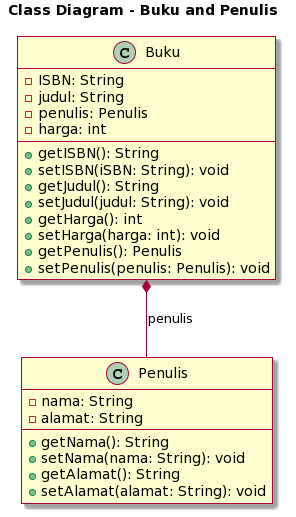 Class Diagram - Buku and Penulis
C Buku
ISBN: String
judul: String
penulis: Penulis
harga: int
getISBN(): String
setISBN(iSBN: String): void
getJudul(): String
setJudul(judul: String): void
getHarga(): int
setHarga(harga: int): void
getPenulis(): Penulis
setPenulis(penulis: Penulis): void
penulis
C Penulis
nama: String
alamat: String
getNama(): String
setNama(nama: String): void
getAlamat(): String
setAlamat(alamat: String): void